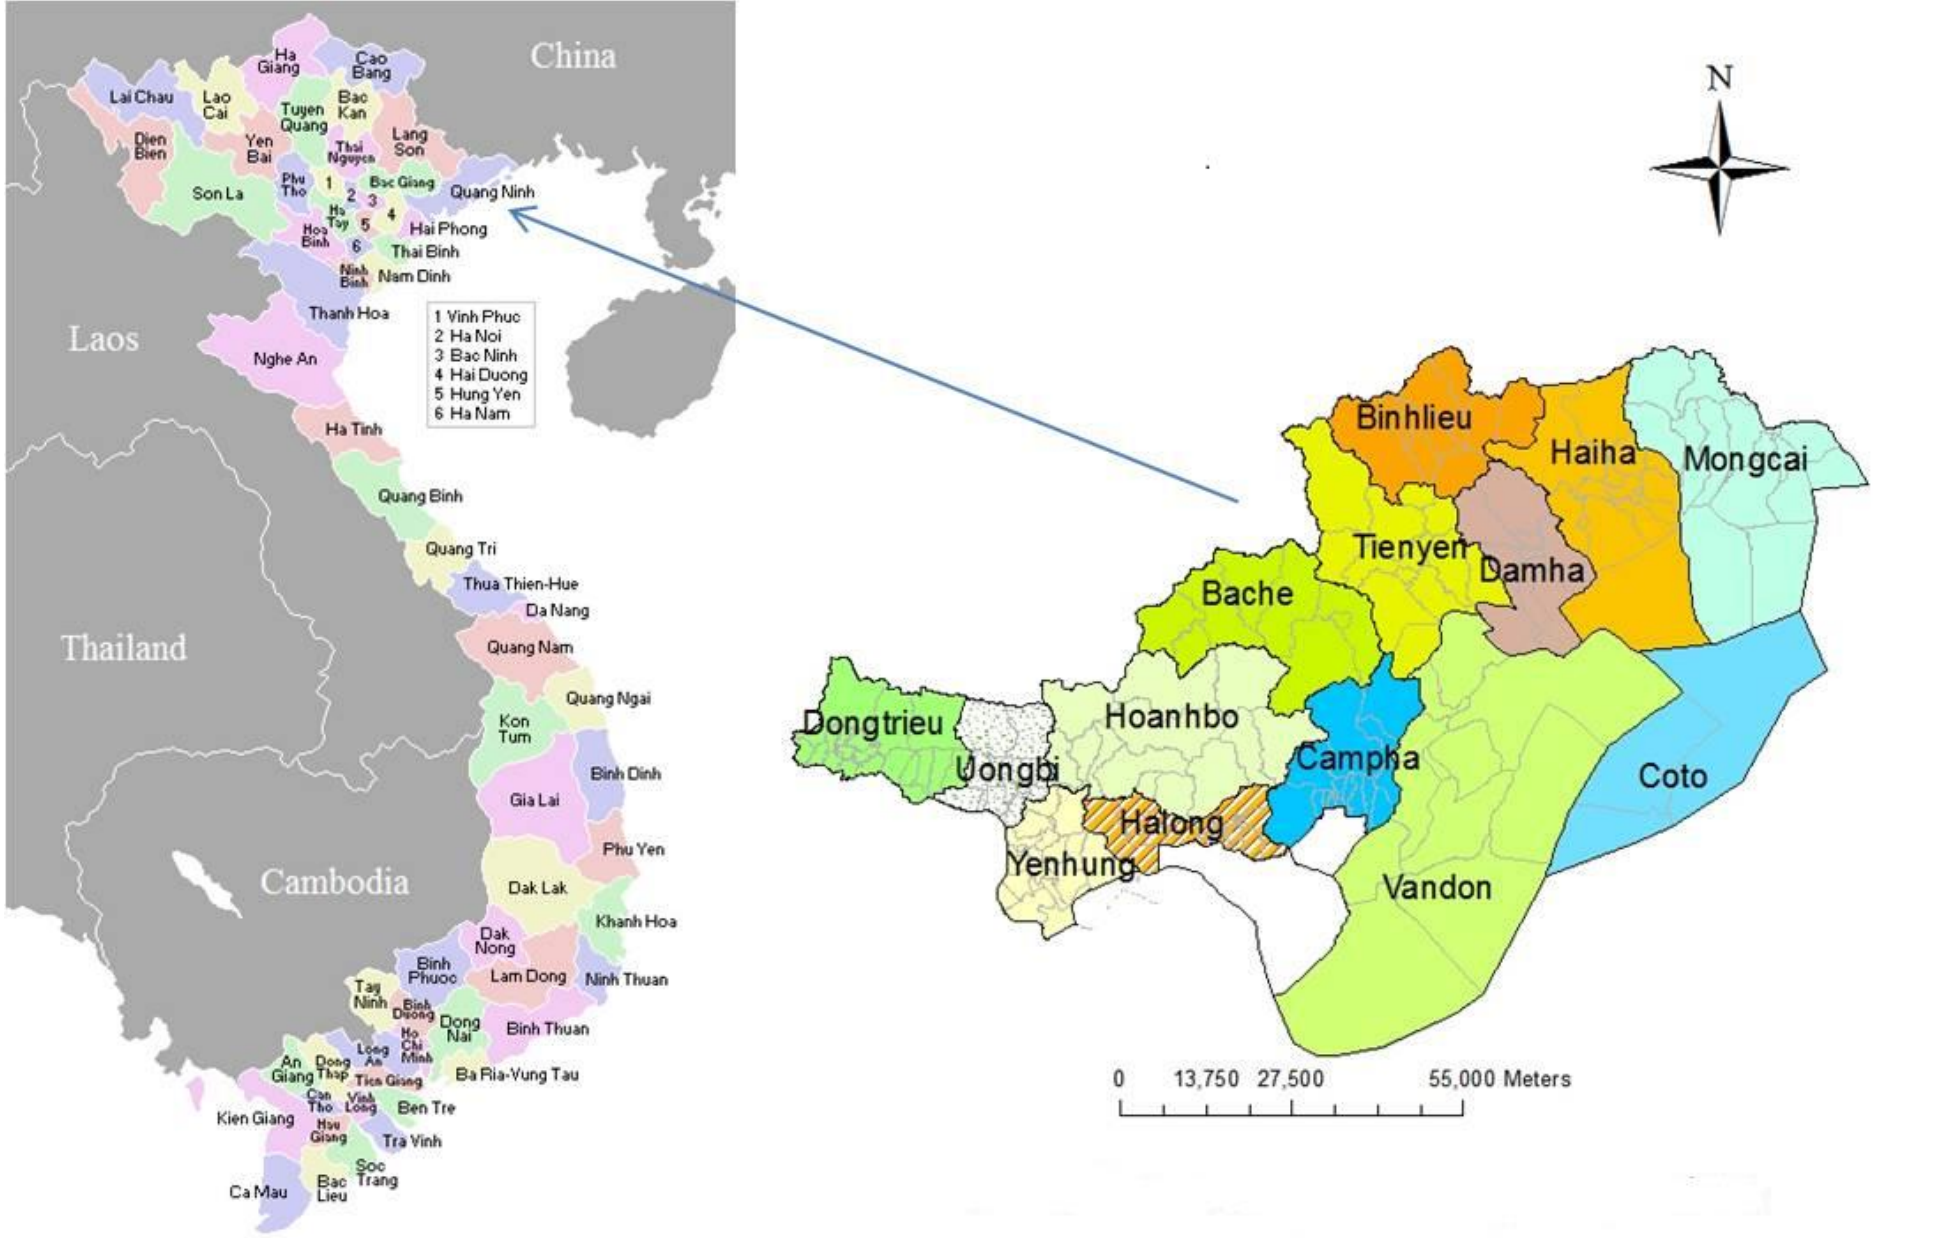 China
Ha
Giang
Cao
Bang
Lai Chau
Lao
Cai
Tuyen
Quang
Bac
Kan
Dien
Bien
Yen
Bai
Thai
Nguyen
Lang
Son
Son La
Phu
Tho
1
2
3
4
5
6
Bac Giang
Quang Ninh
Ha
Tay
Hoa
Binh
Hai Phong
Thai Binh
Ninh
Binh
Nam Dinh
Thanh Hoa
1 Vinh Phuc
2 Ha Noi
3 Bac Ninh
4 Hai Duong
5 Hung Yen
6 Ha Nam
Laos
Nghe An
Ha Tinh
Quang Binh
Quang Tri
Thua Thien-Hue
Da Nang
Thailand
Quang Nam
Quang Ngai
Kon
Tum
Binh Dinh
Gia Lai
Phu Yen
Cambodia
Dak Lak
Khanh Hoa
Dak
Nong
Binh
Phuoc
Lam Dong
Ninh Thuan
Tay
Ninh
Binh
Duong
Dong
Nai
Binh Thuan
Ho
Chi
Minh
Long
An
An
Giang
Dong
Thap
Tien Giang
Ba Ria-Vung Tau
Can
Tho
Vinh
Long
Ben Tre
Kien Giang
Hau
Giang
Tra Vinh
Soc
Trang
Ca Mau
Bac
Lieu
N
Binhlieu
Haiha
Mongcai
Tienyen
Damha
Bache
Dongtrieu
Hoanhbo
Uongbi
Campha
Coto
Halong
Yenhung
Vandon
0 13,750 27,500 55,000 Meters